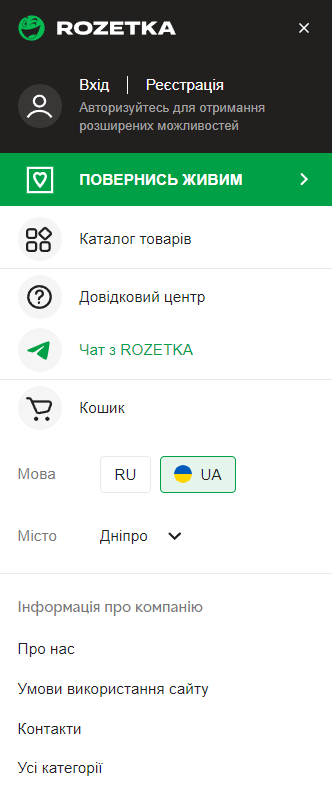 ROZETKA
Вхід
Реєстрація
Авторизуйтесь для отримання
розширених можливостей
ПОВЕРНИСЬ ЖИВИМ
Каталог товарів
Довідковий центр
Чат з ROZETKA
Кошик
Мова RU UA
Місто Дніпро
Інформація про компанію
Про нас
Умови використання сайту
Контакти
Усі категорії